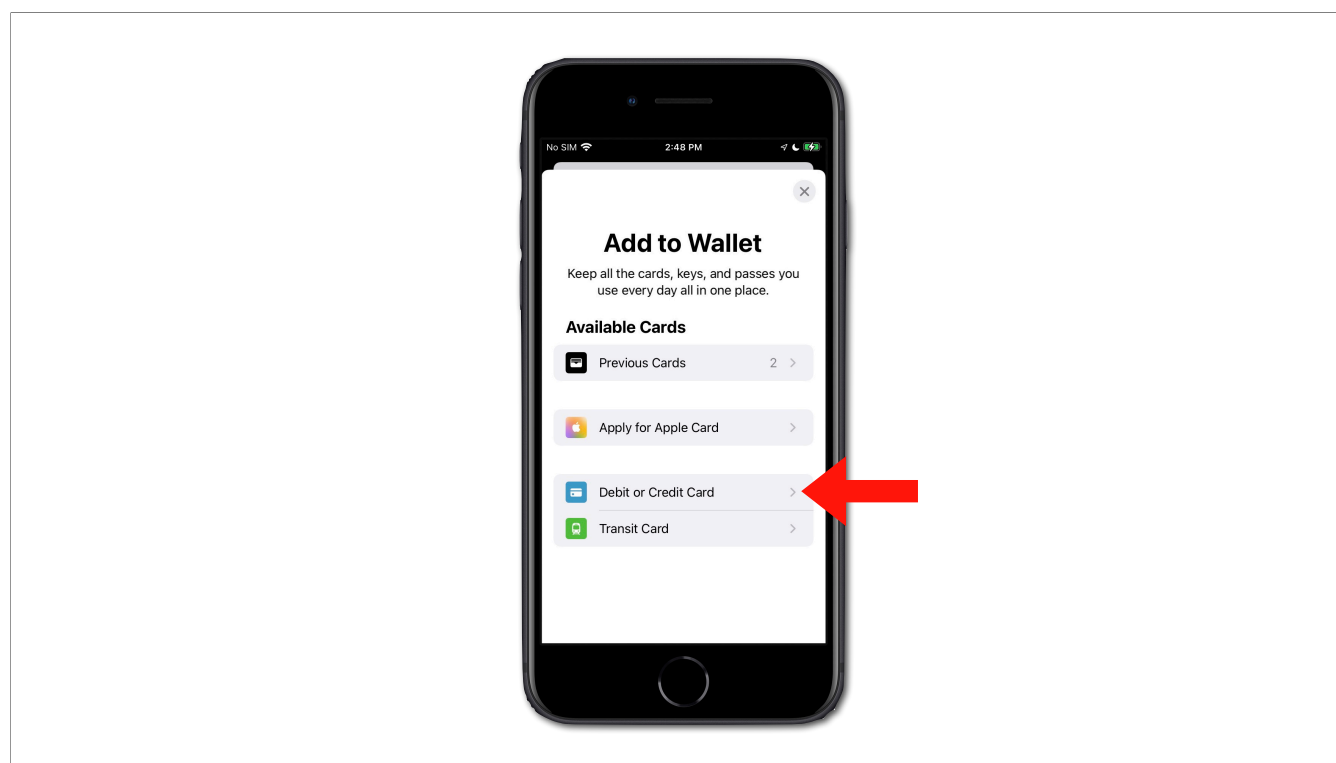 No SIM
2:48 PM
Add to Wallet
Keep all the cards, keys, and passes you
use every day all in one place.
Available Cards
Previous Cards 2
Apply for Apple Card
Debit or Credit Card
Transit Card